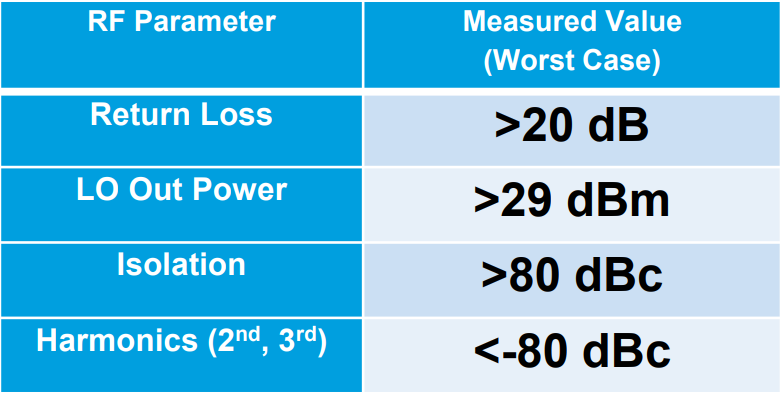 RF Parameter
Measured Value
(Worst Case)
Return Loss
>20 dB
LO Out Power
>29 dBm
Isolation
>80 dBc
Harmonics (2nd, 3rd)
<-80 dBc